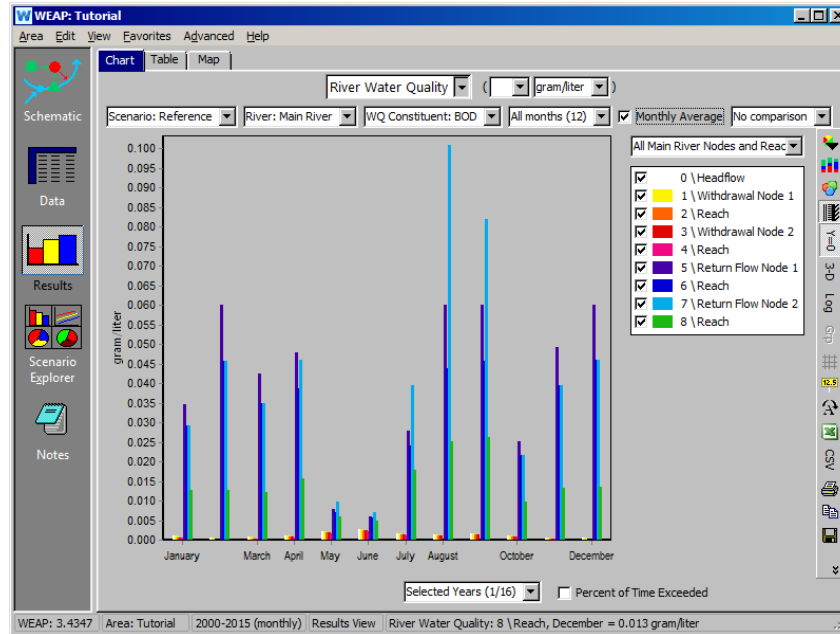 WEAP: Tutorial
Area Edit View Favorites Advanced Help
Chart Table Map
River Water Quality ( gram/liter )
Scenario: Reference River: Main River WQ Constituent: BOD All months (12) Monthly Average No comparison
All Main River Nodes and Reac
0 \ Headflow
1 \ Withdrawal Node 1
2 \ Reach
3 \ Withdrawal Node 2
4 \ Reach
5 \ Return Flow Node 1
6 \ Reach
7 \ Return Flow Node 2
8 \ Reach
Schematic
Data
Results
Scenario
Explorer
Notes
gram/liter
0.100
0.095
0.090
0.085
0.080
0.075
0.070
0.065
0.060
0.055
0.050
0.045
0.040
0.035
0.030
0.025
0.020
0.015
0.010
0.005
0.000
January March April May June July August October December
Y=0
3-D
Log
Grp
12.5
CSV
Selected Years (1/16) Percent of Time Exceeded
WEAP: 3.4347 Area: Tutorial 2000-2015 (monthly) Results View River Water Quality: 8 \ Reach, December = 0.013 gram/liter